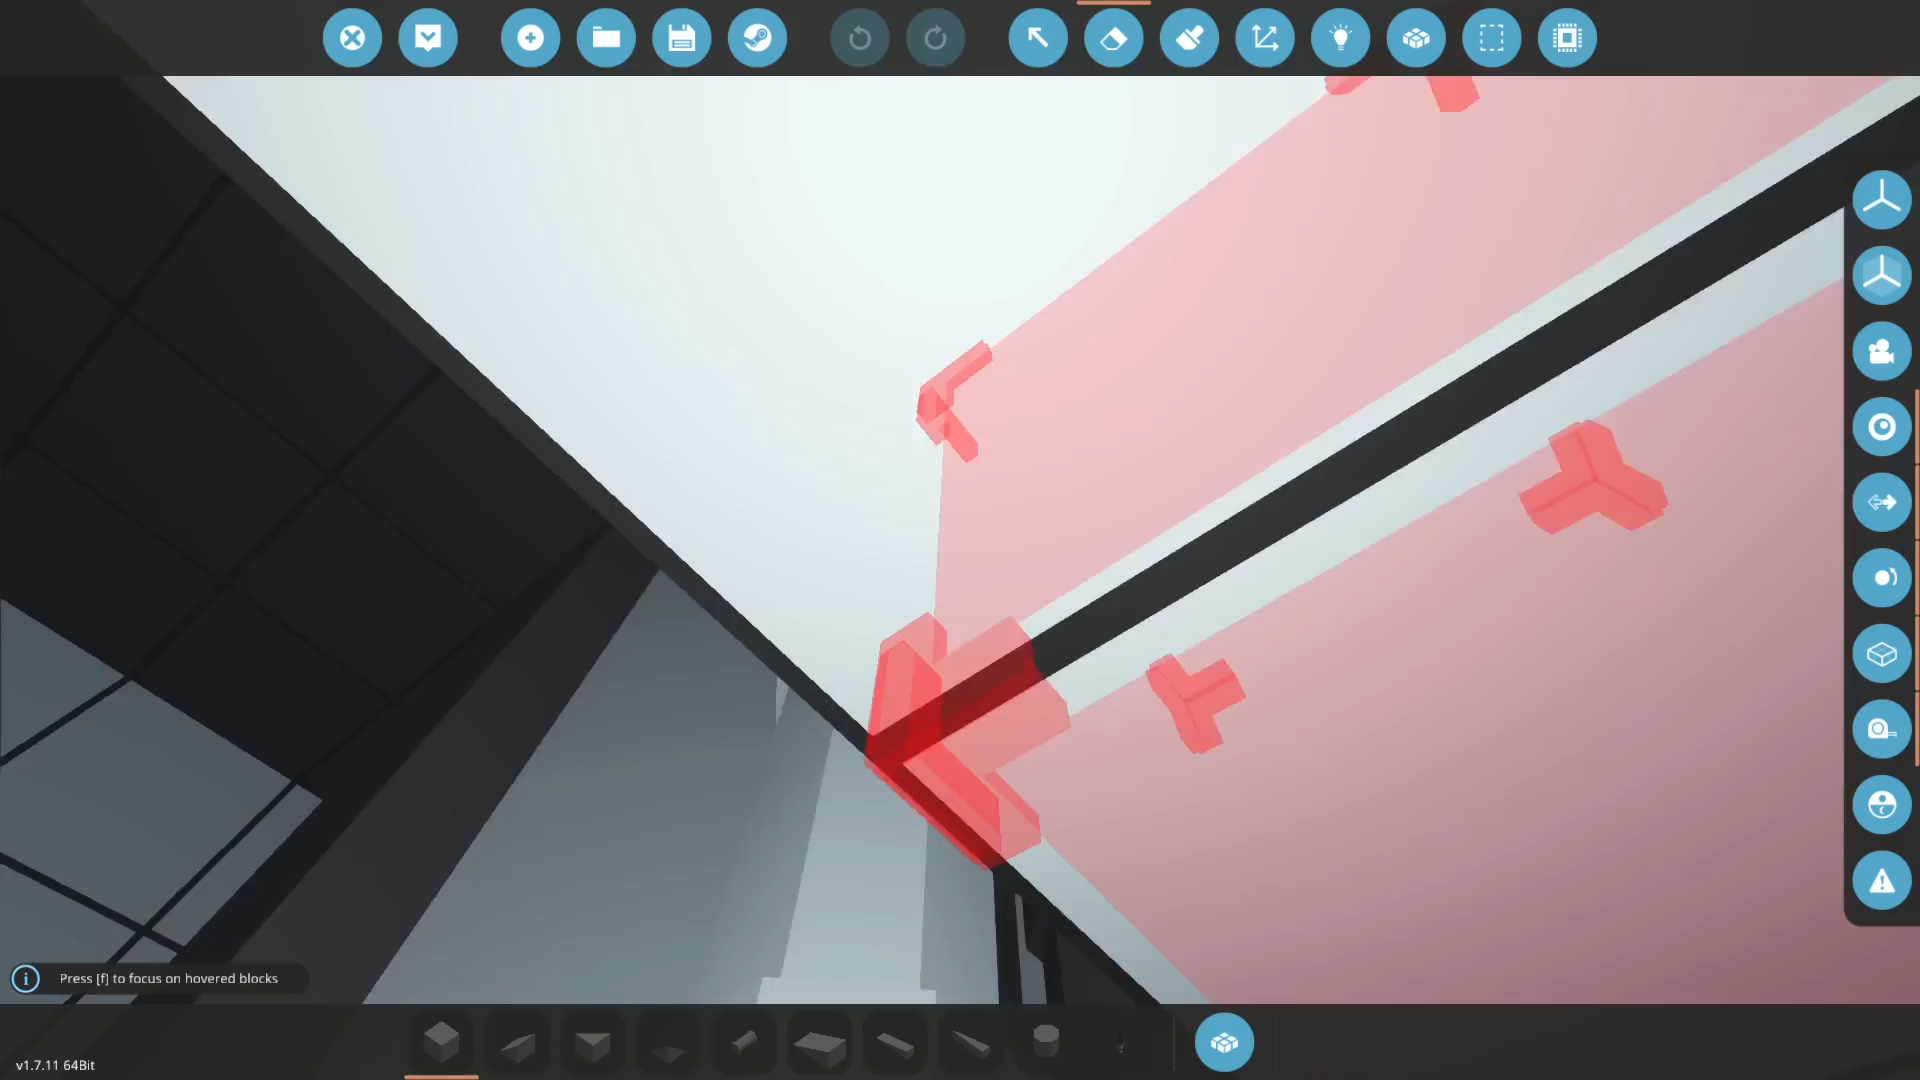 Press [f] to focus on hovered blocks
v1.7.11 64Bit